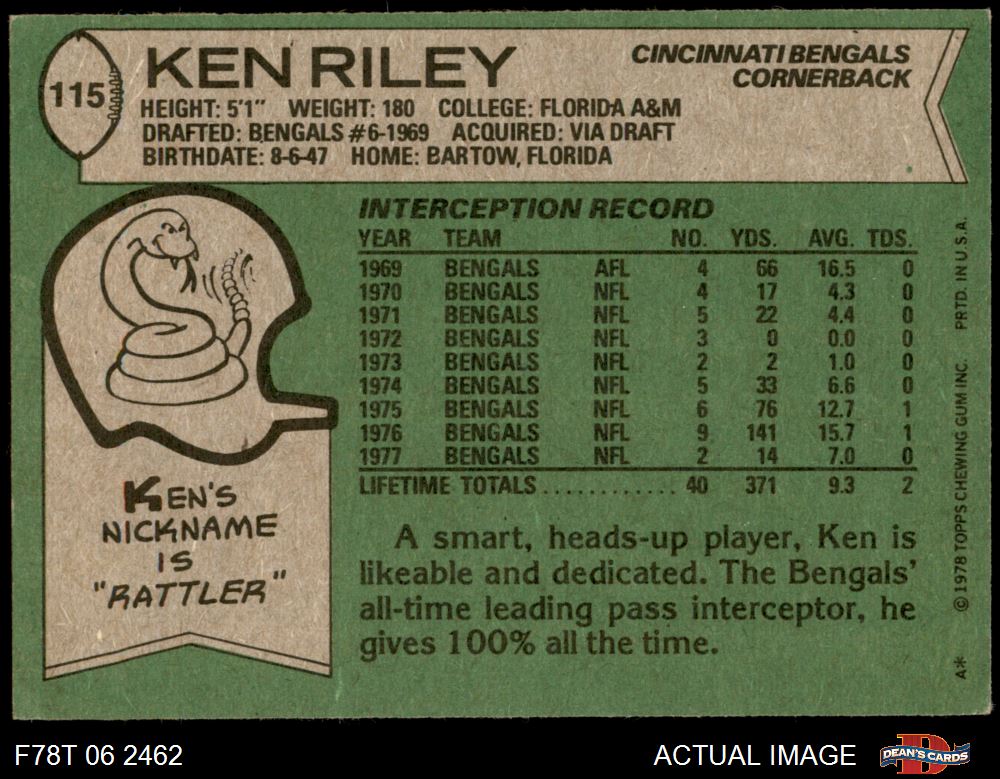 115
KEN RILEY
CINCINNATI BENGALS
CORNERBACK
HEIGHT: 5'1" WEIGHT: 180 COLLEGE: FLORIDA A&M
DRAFTED: BENGALS #6-1969 ACQUIRED: VIA DRAFT
BIRTHDATE: 8-6-47 HOME: BARTOW, FLORIDA
INTERCEPTION RECORD
YEAR TEAM NO. YDS. AVG. TDS.
1969 BENGALS AFL 4 66 16.5 0
1970 BENGALS NFL 4 17 4.3 0
1971 BENGALS NFL 5 22 4.4 0
1972 BENGALS NFL 3 0 0.0 0
1973 BENGALS NFL 2 2 1.0 0
1974 BENGALS NFL 5 33 6.6 0
1975 BENGALS NFL 6 76 12.7 1
1976 BENGALS NFL 9 141 15.7 1
1977 BENGALS NFL 2 14 7.0 0
LIFETIME TOTALS............ 40 371 9.3 2
KEN'S
NICKNAME
IS
"RATTLER"
A smart, heads-up player, Ken is
likeable and dedicated. The Bengals'
all-time leading pass interceptor, he
gives 100% all the time.
A* © 1978 TOPPS CHEWING GUM INC. PRTD. IN U.S.A.
F78T 06 2462
ACTUAL IMAGE
DEAN'S CARDS